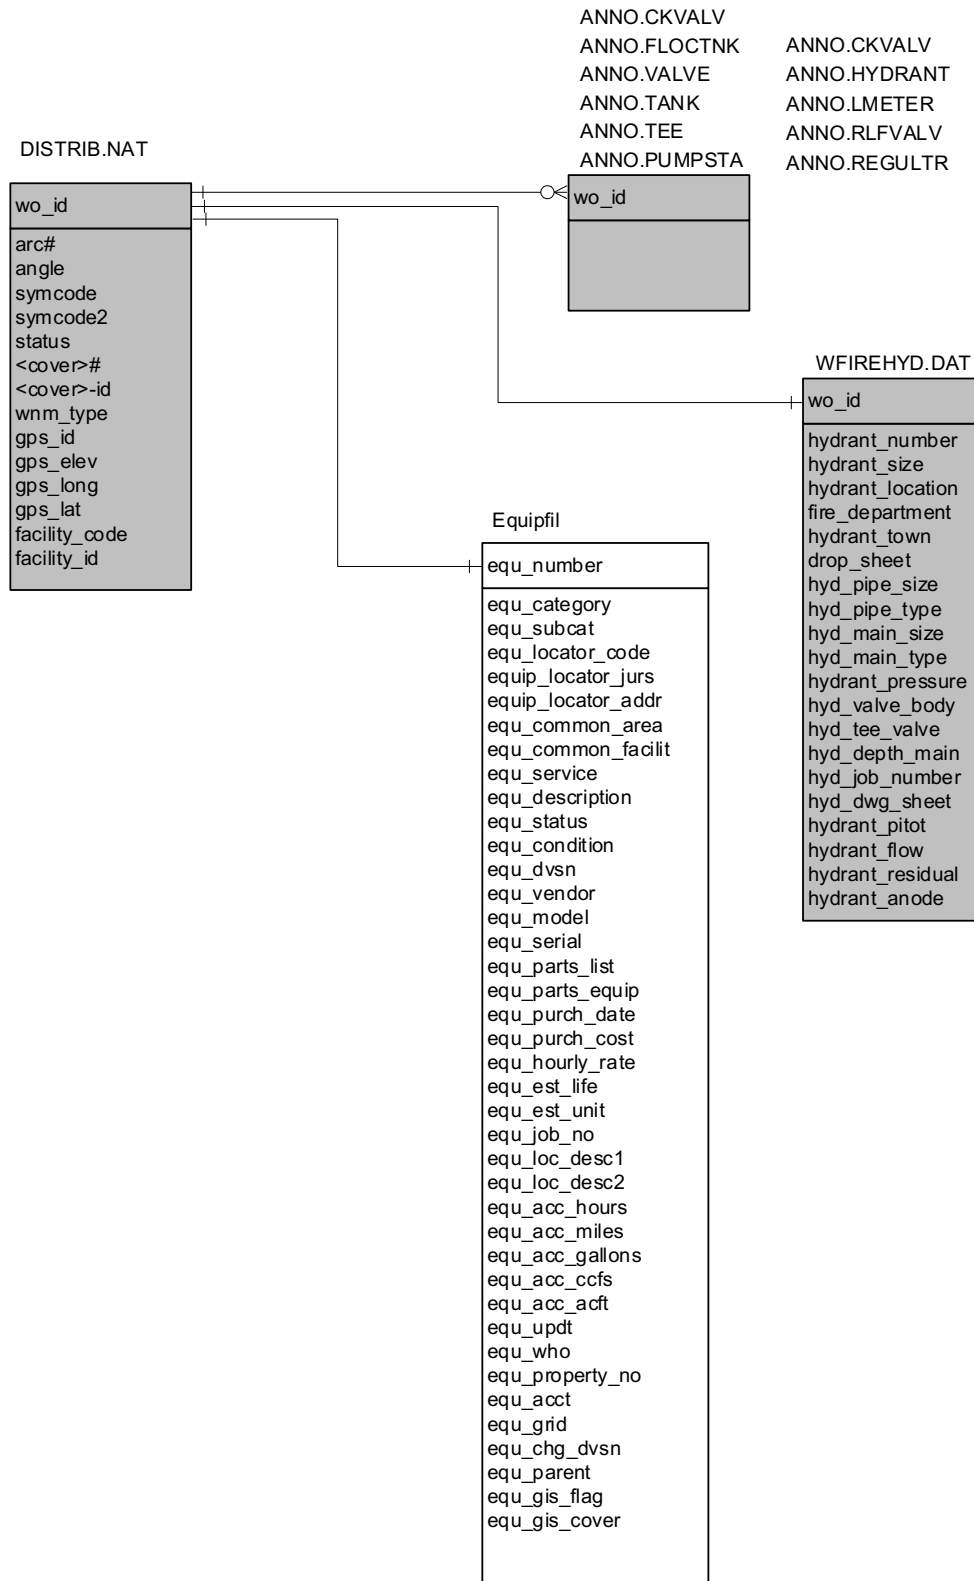 ANNO.CKVALV
ANNO.FLOCTNK
ANNO.VALVE
ANNO.TANK
ANNO.TEE
ANNO.PUMPSTA
ANNO.CKVALV
ANNO.HYDRANT
ANNO.LMETER
ANNO.RLFVALV
ANNO.REGULTR
DISTRIB.NAT
wo_id
arc#
angle
symcode
symcode2
status
<cover>#
<cover>-id
wnm_type
gps_id
gps_elev
gps_long
gps_lat
facility_code
facility_id
wo_id
WFIREHYD.DAT
wo_id
hydrant_number
hydrant_size
hydrant_location
fire_department
hydrant_town
drop_sheet
hyd_pipe_size
hyd_pipe_type
hyd_main_size
hyd_main_type
hydrant_pressure
hyd_valve_body
hyd_tee_valve
hyd_depth_main
hyd_job_number
hyd_dwg_sheet
hydrant_pitot
hydrant_flow
hydrant_residual
hydrant_anode
Equipfil
equ_number
equ_category
equ_subcat
equ_locator_code
equip_locator_jurs
equip_locator_addr
equ_common_area
equ_common_facilit
equ_service
equ_description
equ_status
equ_condition
equ_dvsn
equ_vendor
equ_model
equ_serial
equ_parts_list
equ_parts_equip
equ_purch_date
equ_purch_cost
equ_hourly_rate
equ_est_life
equ_est_unit
equ_job_no
equ_loc_desc1
equ_loc_desc2
equ_acc_hours
equ_acc_miles
equ_acc_gallons
equ_acc_ccfs
equ_acc_acft
equ_updt
equ_who
equ_property_no
equ_acct
equ_grid
equ_chg_dvsn
equ_parent
equ_gis_flag
equ_gis_cover